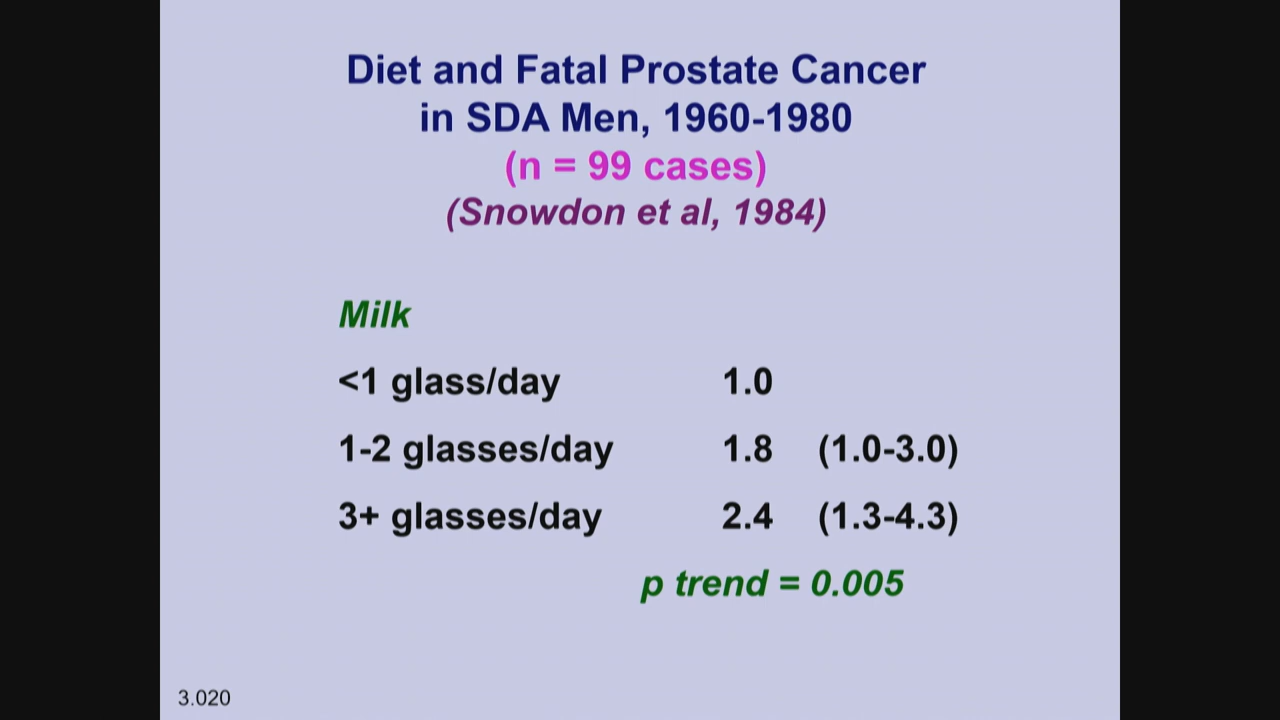 Diet and Fatal Prostate Cancer
in SDA Men, 1960-1980
(n = 99 cases)
(Snowdon et al, 1984)
Milk
<1 glass/day 1.0
1-2 glasses/day 1.8 (1.0-3.0)
3+ glasses/day 2.4 (1.3-4.3)
p trend = 0.005
3.020